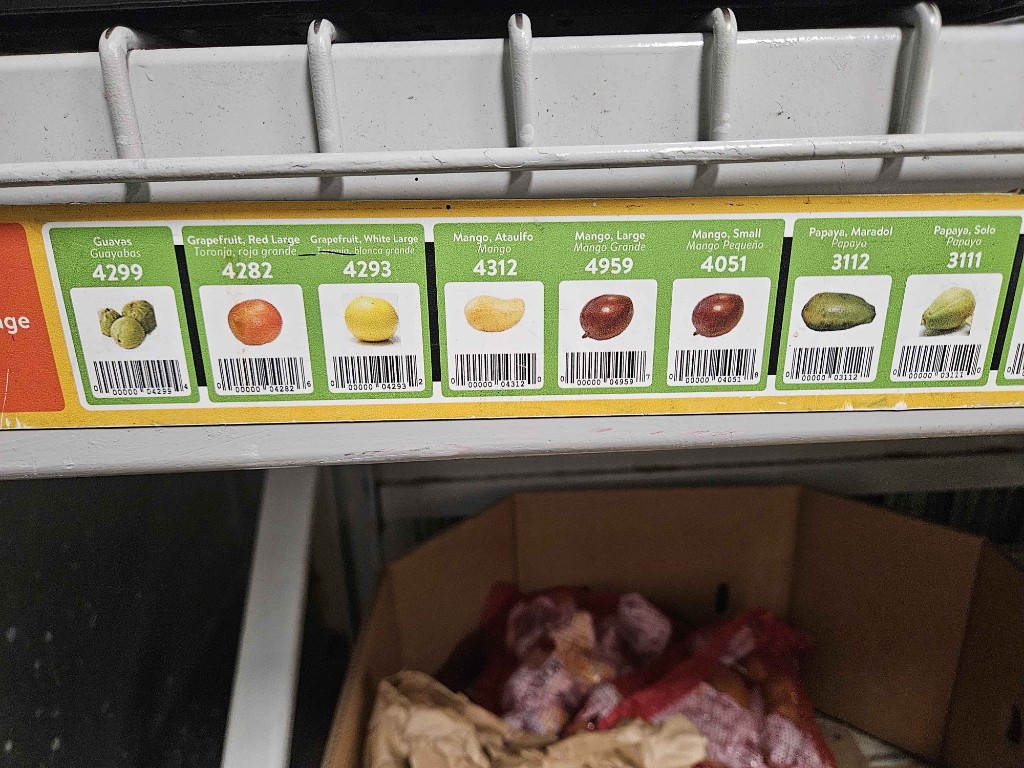 ge
Guavas
Guayabas
4299
00000 04299 4
Grapefruit, Red Large
Toronja, roja grande
4282
0 00000 04282 6
Grapefruit, White Large
Toronja, blanca grande
4293
0 00000 04293 2
Mango, Ataulfo
Mango
4312
0 00000 04312 0
Mango, Large
Mango Grande
4959
0 00000 04959 7
Mango, Small
Mango Pequeño
4051
0 00000 04051 8
Papaya, Maradol
Papaya
3112
0 00000 03112
Papaya, Solo
Papaya
3111
0 00000 03111 0